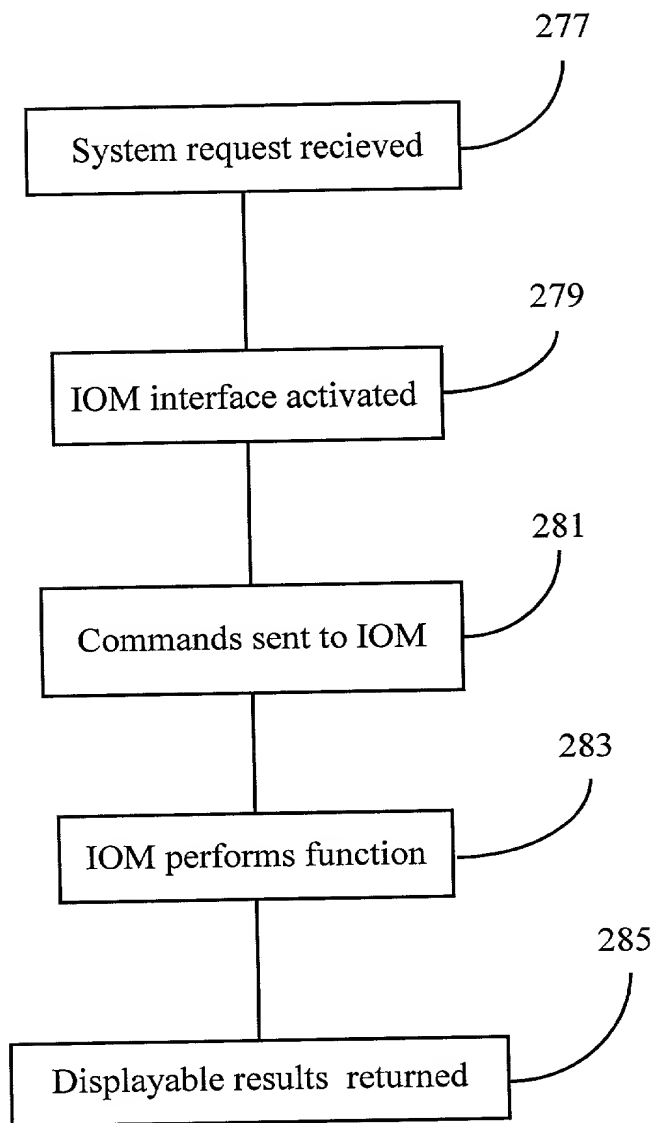 277
System request recieved
279
IOM interface activated
281
Commands sent to IOM
283
IOM performs function
285
Displayable results returned